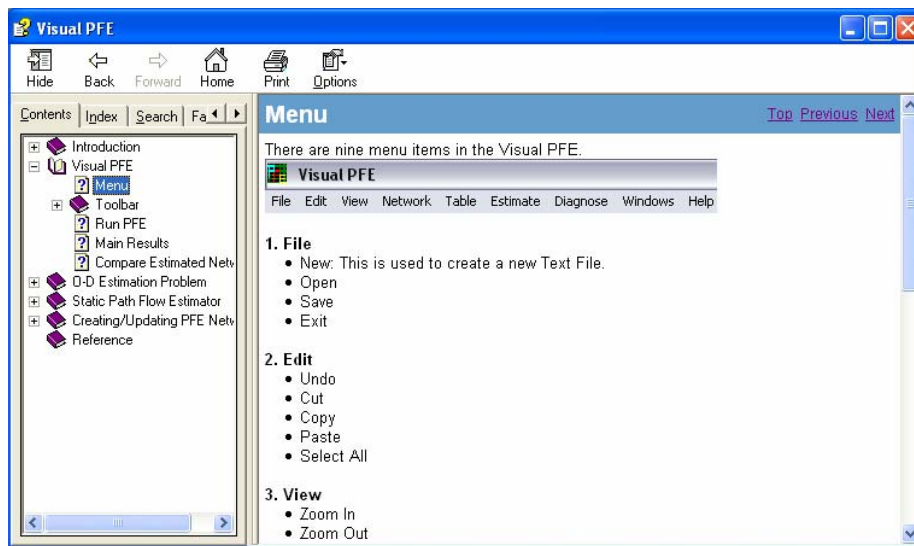 Visual PFE
Hide Back Forward Home Print Options
Contents Index Search Fa
Introduction
Visual PFE
Menu
Toolbar
Run PFE
Main Results
Compare Estimated Netw
O-D Estimation Problem
Static Path Flow Estimator
Creating/Updating PFE Netw
Reference
Menu
Top Previous Next
There are nine menu items in the Visual PFE.
Visual PFE
File Edit View Network Table Estimate Diagnose Windows Help
1. File
• New: This is used to create a new Text File.
• Open
• Save
• Exit
2. Edit
• Undo
• Cut
• Copy
• Paste
• Select All
3. View
• Zoom In
• Zoom Out